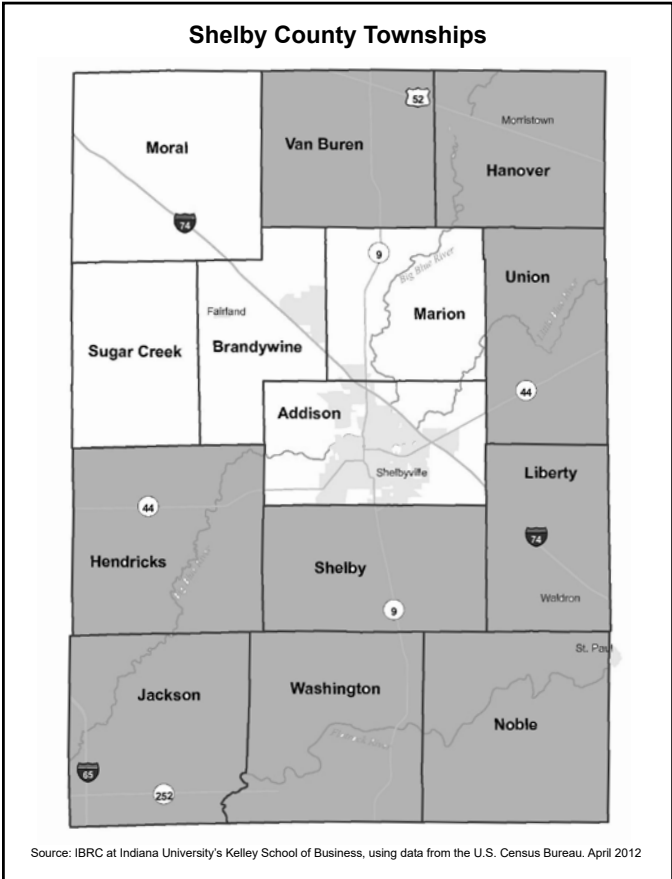 Shelby County Townships
52
Morristown
Moral
Van Buren
Hanover
74
9
Big Blue River
Union
Fairland
Marion
Sugar Creek
Brandywine
44
Addison
Shelbyville
Liberty
44
74
Hendricks
Shelby
Waldron
9
St. Paul
Jackson
Washington
Noble
65
252
Source: IBRC at Indiana University's Kelley School of Business, using data from the U.S. Census Bureau. April 2012